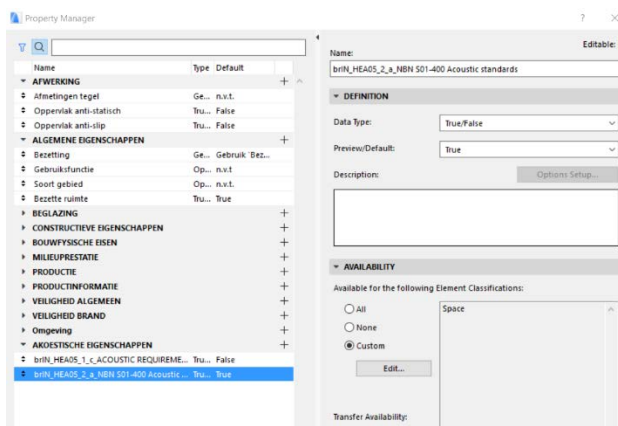 Property Manager
?
Name Type Default
AFWERKING +
Afmetingen tegel Ge... n.v.t.
Oppervlak anti-statisch Tru... False
Oppervlak anti-slip Tru... False
ALGEMENE EIGENSCHAPPEN +
Bezetting Ge... Gebruik 'Bez...
Gebruiksfunctie Op... n.v.t
Soort gebied Op... n.v.t.
Bezette ruimte Tru... True
BEGLAZING +
CONSTRUCTIEVE EIGENSCHAPPEN +
BOUWFYSISCHE EISEN +
MILIEUPRESTATIE +
PRODUCTIE +
PRODUCTINFORMATIE +
VEILIGHEID ALGEMEEN +
VEILIGHEID BRAND +
Omgeving +
AKOESTISCHE EIGENSCHAPPEN +
brIN_HEA05_1_c_ACOUSTIC REQUIREME... Tru... False
brIN_HEA05_2_a_NBN S01-400 Acoustic ... Tru... True
Editable:
Name:
brIN_HEA05_2_a_NBN S01-400 Acoustic standards
DEFINITION
Data Type: True/False
Preview/Default: True
Description: Options Setup...
AVAILABILITY
Available for the following Element Classifications:
All
None
Custom
Edit...
Space
Transfer Availability: